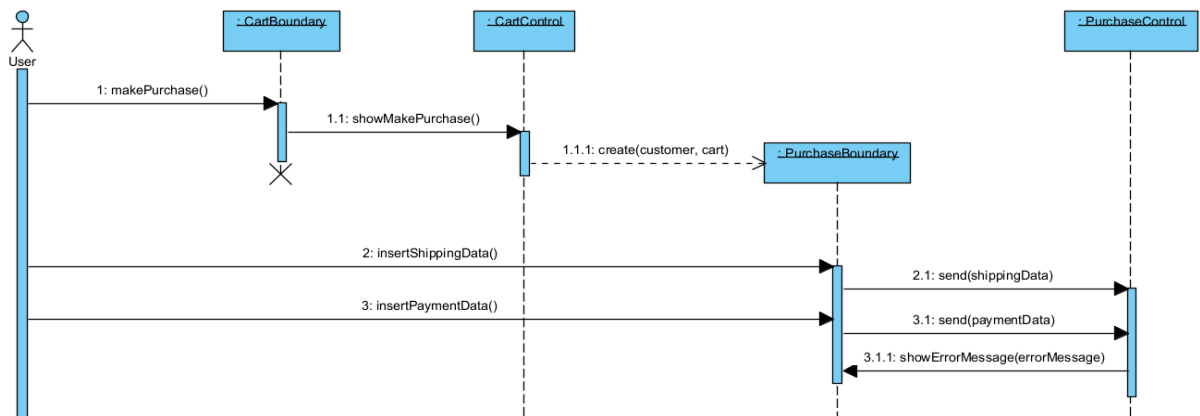 : CartBoundary
: CartControl
: PurchaseControl
User
1: makePurchase()
1.1: showMakePurchase()
1.1.1: create(customer, cart)
: PurchaseBoundary
2: insertShippingData()
2.1: send(shippingData)
3: insertPaymentData()
3.1: send(paymentData)
3.1.1: showErrorMessage(errorMessage)